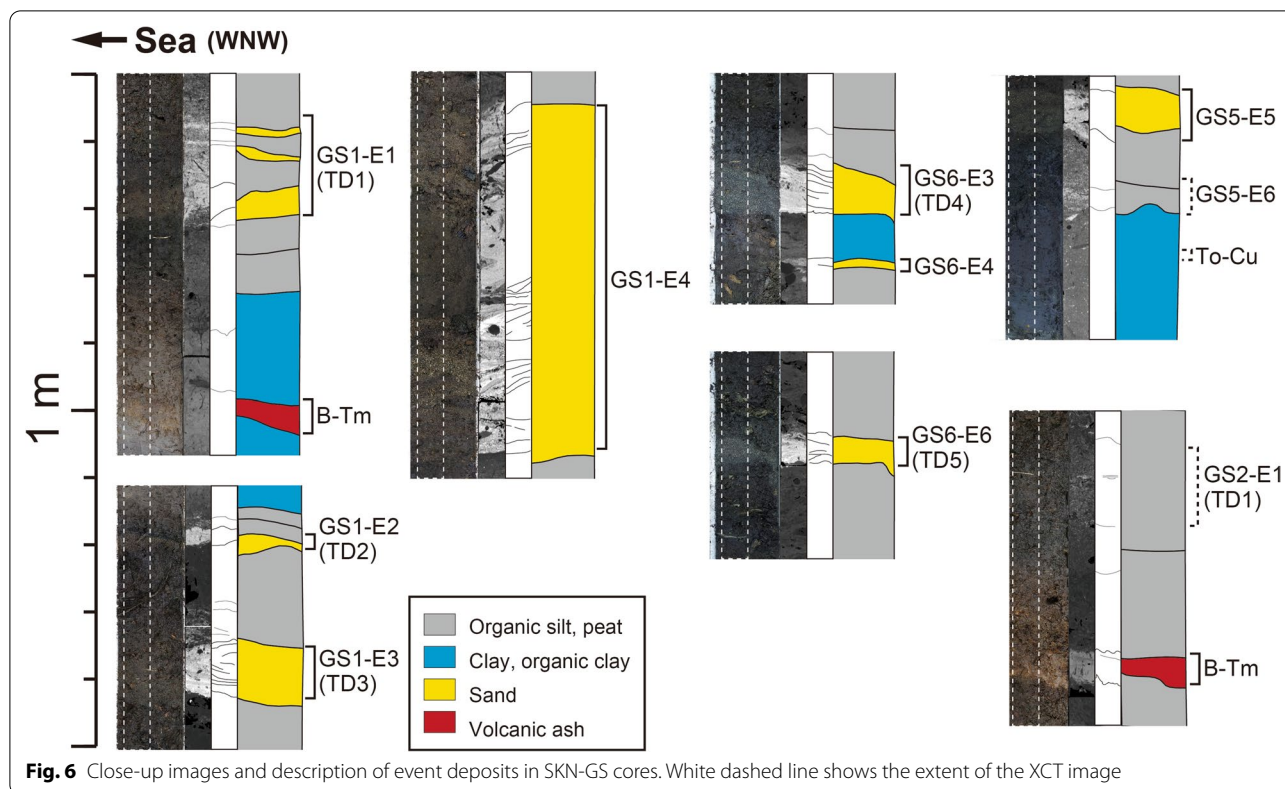 Sea (WNW)
1 m
GS1-E1
(TD1)
B-Tm
GS1-E2
(TD2)
GS1-E3
(TD3)
GS1-E4
GS6-E3
(TD4)
GS6-E4
GS6-E6
(TD5)
GS5-E5
GS5-E6
To-Cu
GS2-E1
(TD1)
B-Tm
Organic silt, peat
Clay, organic clay
Sand
Volcanic ash
Fig. 6 Close-up images and description of event deposits in SKN-GS cores. White dashed line shows the extent of the XCT image